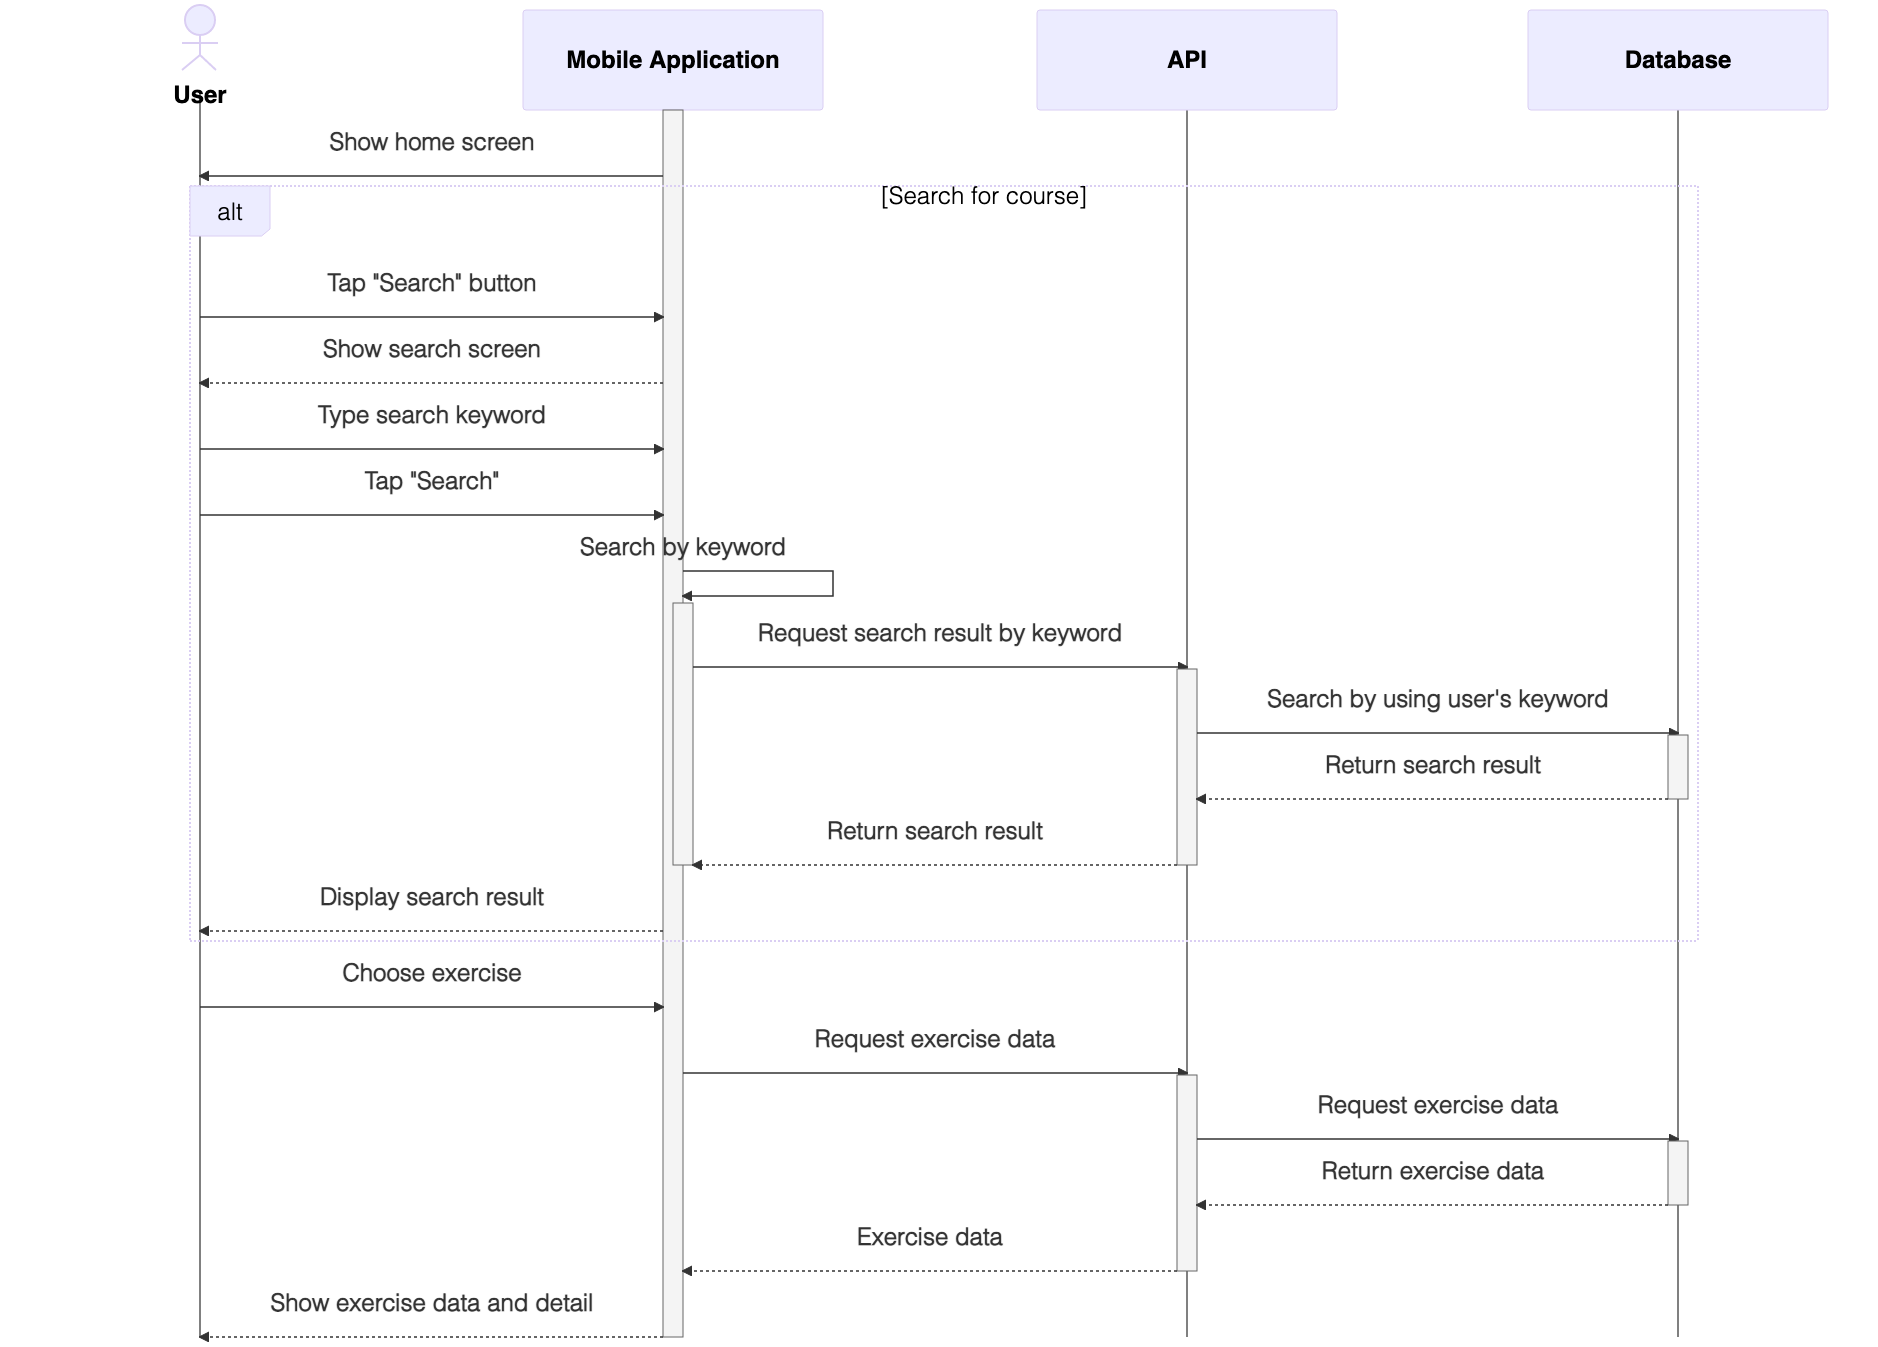 User
Mobile Application
API
Database
Show home screen
alt
[Search for course]
Tap "Search" button
Show search screen
Type search keyword
Tap "Search"
Search by keyword
Request search result by keyword
Search by using user's keyword
Return search result
Return search result
Display search result
Choose exercise
Request exercise data
Request exercise data
Return exercise data
Exercise data
Show exercise data and detail